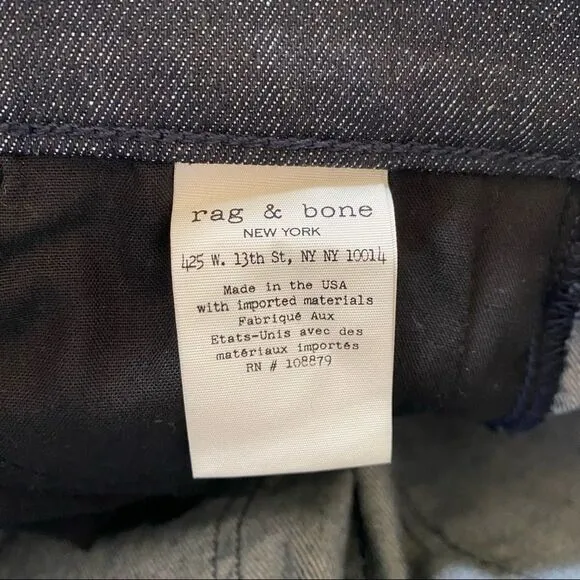 rag & bone
NEW YORK
425 W. 13th St, NY NY 10014
Made in the USA
with imported materials
Fabriqué Aux
Etats-Unis avec des
matériaux importés
RN # 108879